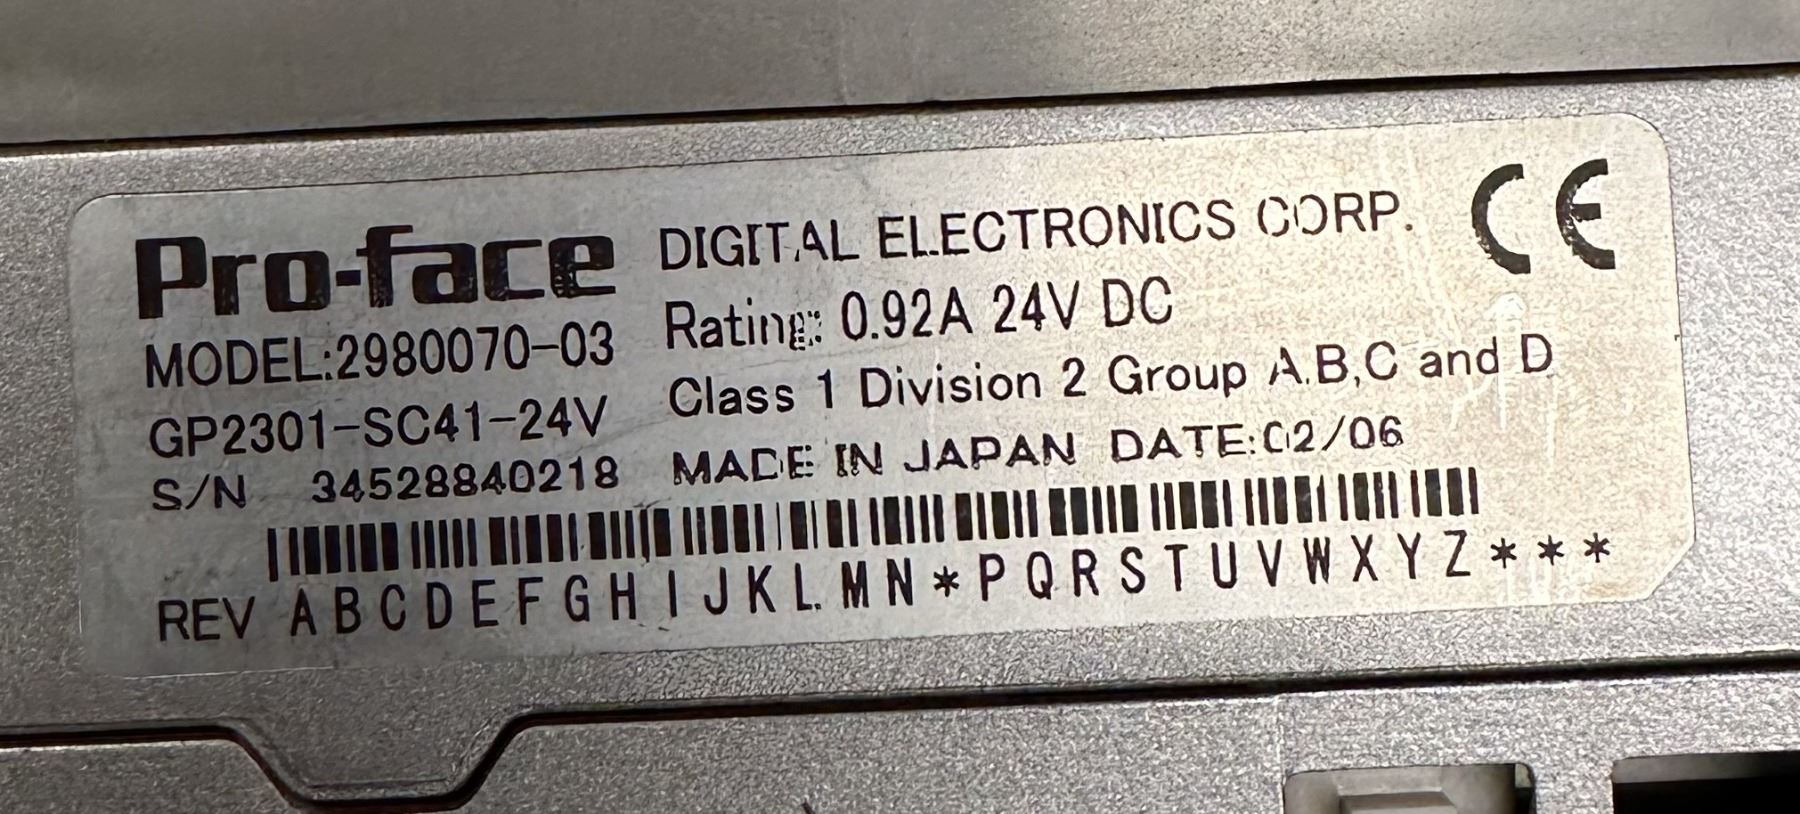 Pro-face DIGITAL ELECTRONICS CORP. CE
MODEL:2980070-03 Rating: 0.92A 24V DC
GP2301-SC41-24V Class 1 Division 2 Group A,B,C and D
S/N 34528840218 MADE IN JAPAN DATE:02/06
REV A B C D E F G H I J K L M N * P Q R S T U V W X Y Z * * *